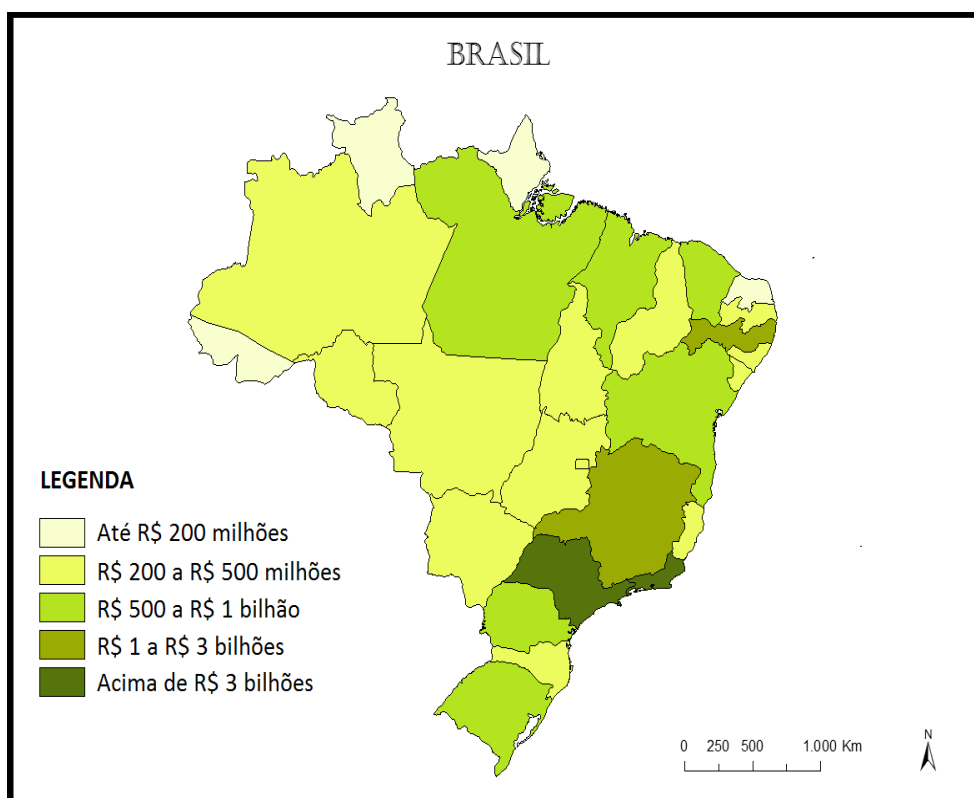 BRASIL
LEGENDA
Até R$ 200 milhões
R$ 200 a R$ 500 milhões
R$ 500 a R$ 1 bilhão
R$ 1 a R$ 3 bilhões
Acima de R$ 3 bilhões
0 250 500 1.000 Km
N